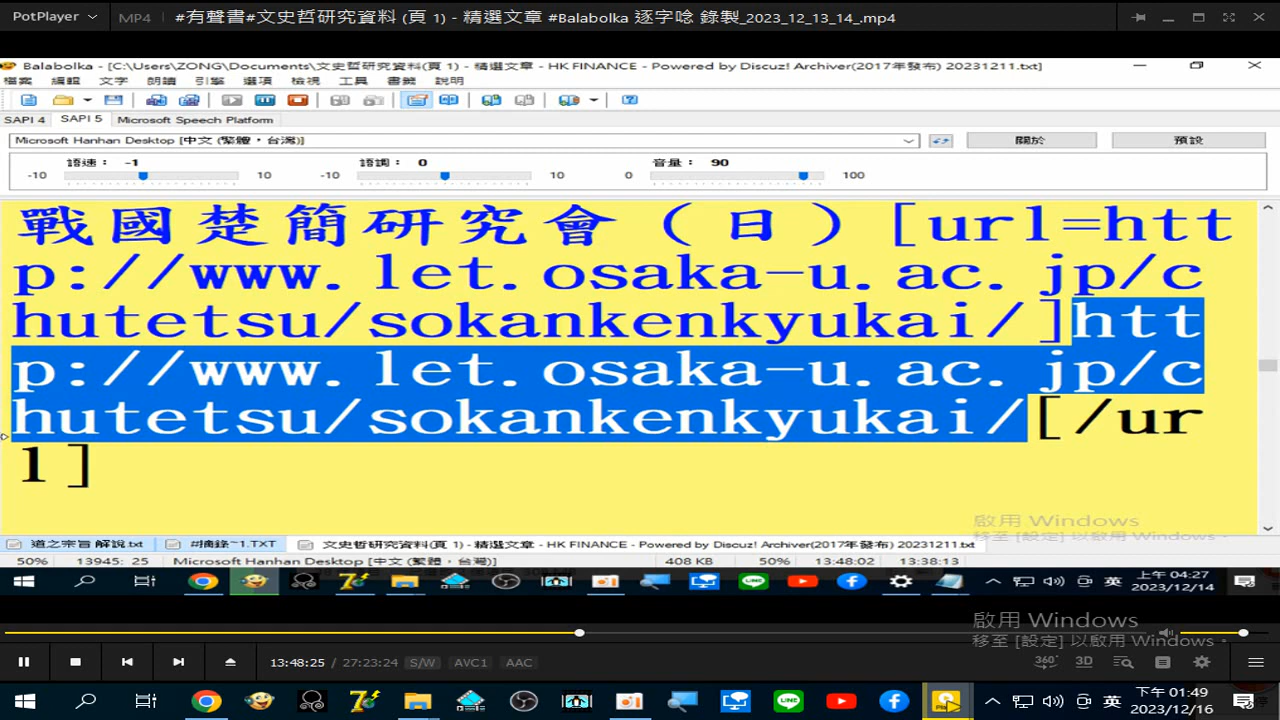 PotPlayer MP4 #有聲書#文史哲研究資料 (頁 1) - 精選文章 #Balabolka 逐字唸 錄製_2023_12_13_14_.mp4
Balabolka - [C:\Users\ZONG\Documents\文史哲研究資料(頁 1) - 精選文章 - HK FINANCE - Powered by Discuz! Archiver(2017年發布) 20231211.txt]
檔案 編輯 文字 朗讀 引擎 選項 檢視 工具 書籤 說明
SAPI 4 SAPI 5 Microsoft Speech Platform
Microsoft Hanhan Desktop [中文 (繁體，台灣)] 關於 預設
語速： -1 語調： 0 音量： 90
-10 10 -10 10 0 100
戰國楚簡研究會（日）[url=htt
p://www.let.osaka-u.ac.jp/c
hutetsu/sokankenkyukai/]htt
p://www.let.osaka-u.ac.jp/c
hutetsu/sokankenkyukai/[/ur
l]
啟用 Windows
移至 [設定] 以啟用 Windows。
道之宗旨 解說.txt #摘錄~1.TXT 文史哲研究資料(頁 1) - 精選文章 - HK FINANCE - Powered by Discuz! Archiver(2017年發布) 20231211.txt
50% 13945: 25 Microsoft Hanhan Desktop [中文 (繁體，台灣)] 408 KB 50% 13:48:02 13:38:13
英 上午 04:27
2023/12/14
啟用 Windows
移至 [設定] 以啟用 Windows。
13:48:25 / 27:23:24 S/W AVC1 AAC 360° 3D
英 下午 01:49
2023/12/16